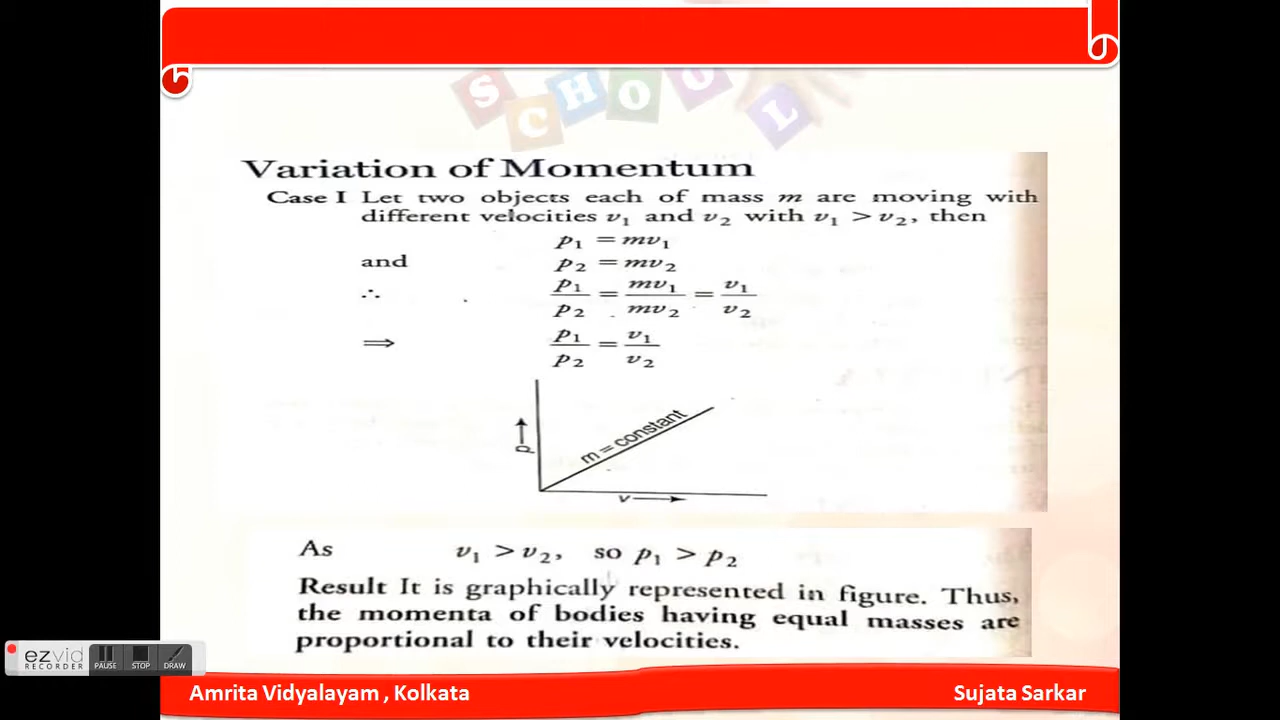 SCHOOL
Variation of Momentum
Case I Let two objects each of mass m are moving with
different velocities v₁ and v₂ with v₁ > v₂, then
p₁ = mv₁
and p₂ = mv₂
∴ p₁/p₂ = mv₁/mv₂ = v₁/v₂
⟹ p₁/p₂ = v₁/v₂
m = constant
p →
v →
As v₁ > v₂, so p₁ > p₂
Result It is graphically represented in figure. Thus,
the momenta of bodies having equal masses are
proportional to their velocities.
ezvid
RECORDER
PAUSE STOP DRAW
Amrita Vidyalayam , Kolkata Sujata Sarkar